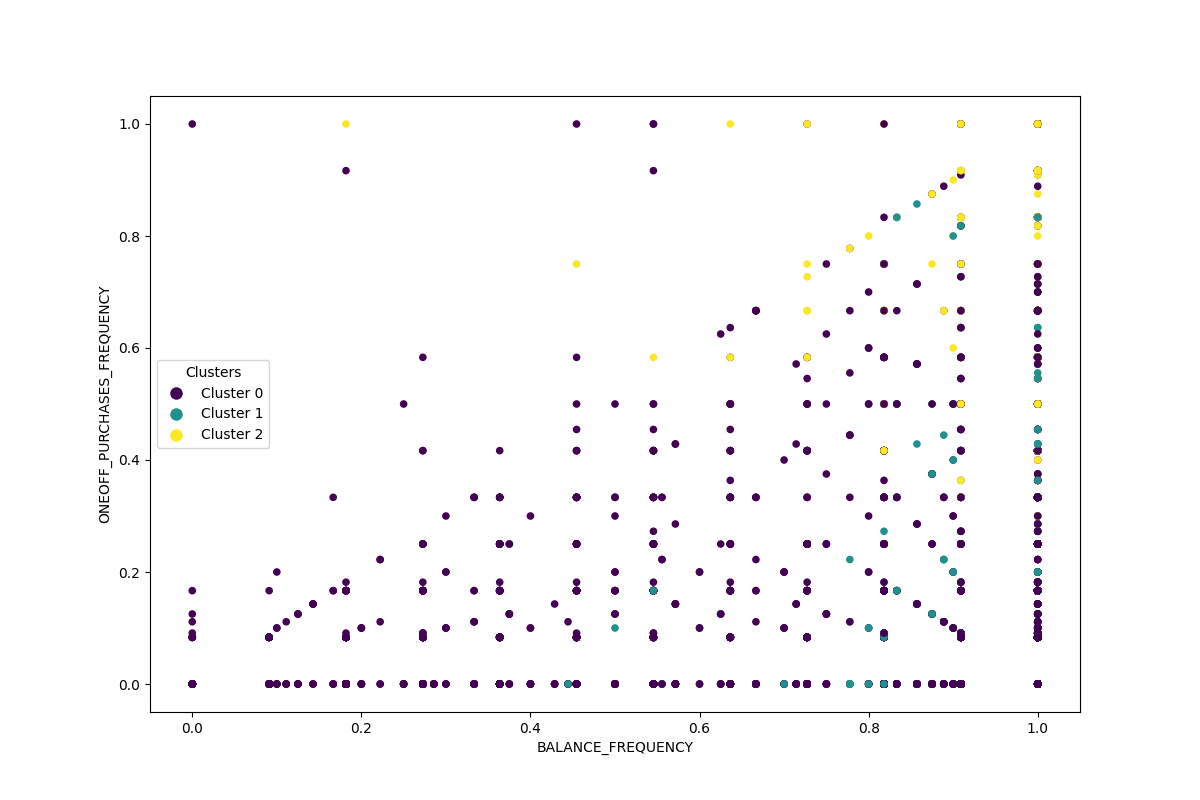 1.0
0.8
0.6
0.4
0.2
0.0
ONEOFF_PURCHASES_FREQUENCY
Clusters
Cluster 0
Cluster 1
Cluster 2
0.0 0.2 0.4 0.6 0.8 1.0
BALANCE_FREQUENCY